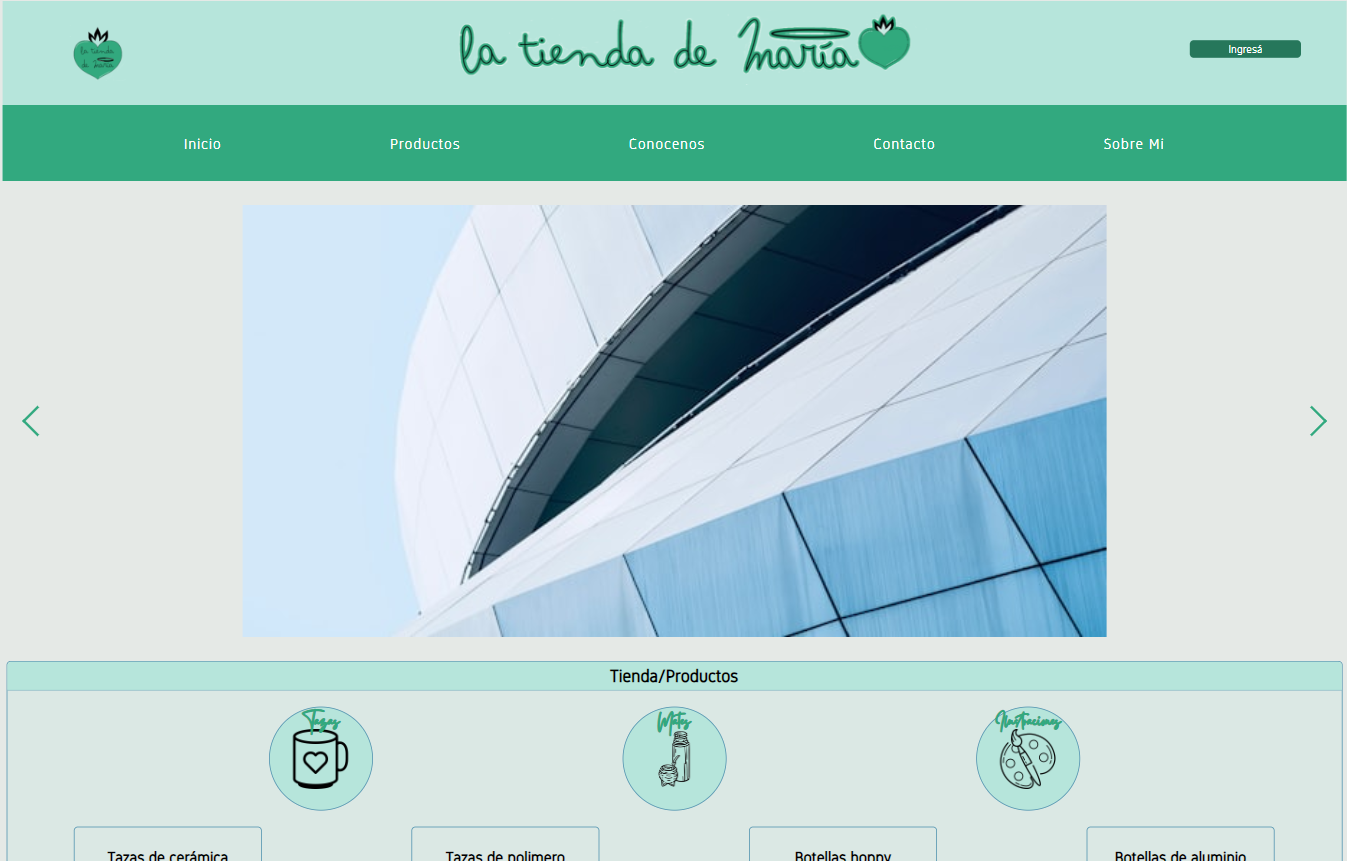 la tienda de maría
la tienda
de maría
Ingresá
Inicio
Productos
Conocenos
Contacto
Sobre Mi
Tienda/Productos
Tazas
Mates
Ilustraciones
Tazas de cerámica
Tazas de polimero
Botellas hoppy
Botellas de aluminio